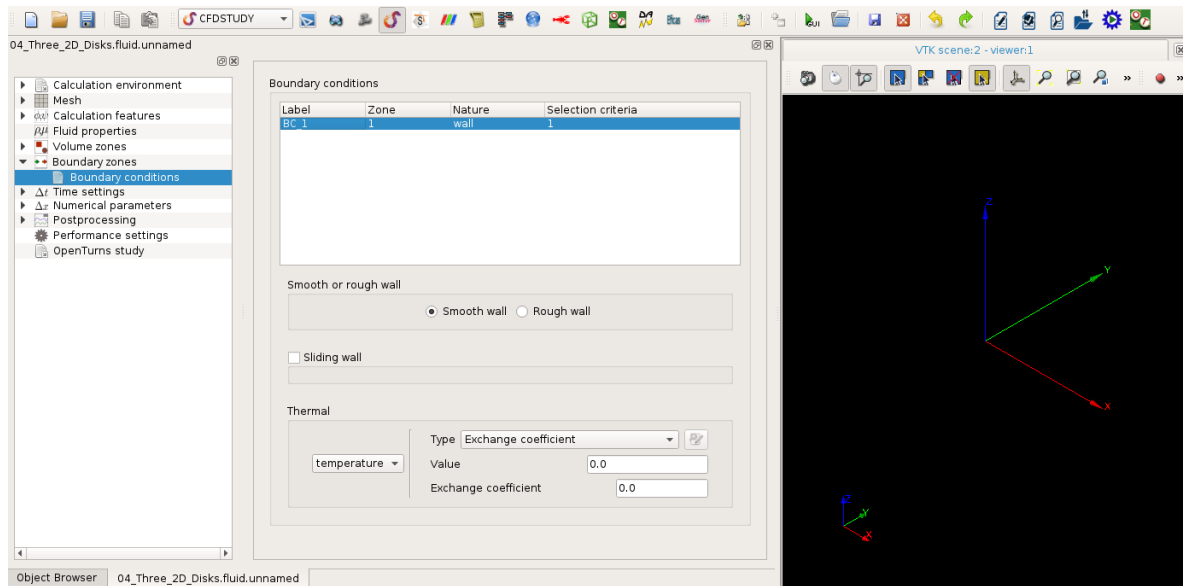 CFDSTUDY
GUI
04_Three_2D_Disks.fluid.unnamed
VTK scene:2 - viewer:1
Calculation environment
Mesh
Calculation features
Fluid properties
Volume zones
Boundary zones
Boundary conditions
Δt Time settings
Δx Numerical parameters
Postprocessing
Performance settings
OpenTurns study
Boundary conditions
Label Zone Nature Selection criteria
BC_1 1 wall 1
Smooth or rough wall
Smooth wall Rough wall
Sliding wall
Thermal
Type Exchange coefficient
temperature
Value 0.0
Exchange coefficient 0.0
»
»
Z
Y
X
Z
Y
X
Object Browser 04_Three_2D_Disks.fluid.unnamed